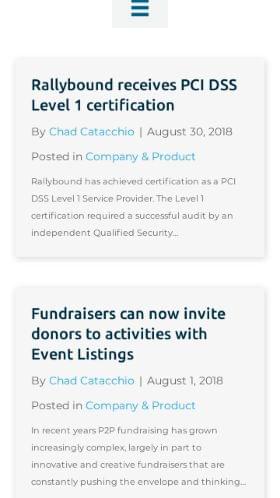 Rallybound receives PCI DSS
Level 1 certification
By Chad Catacchio | August 30, 2018
Posted in Company & Product
Rallybound has achieved certification as a PCI
DSS Level 1 Service Provider. The Level 1
certification required a successful audit by an
independent Qualified Security...
Fundraisers can now invite
donors to activities with
Event Listings
By Chad Catacchio | August 1, 2018
Posted in Company & Product
In recent years P2P fundraising has grown
increasingly complex, largely in part to
innovative and creative fundraisers that are
constantly pushing the envelope and thinking...